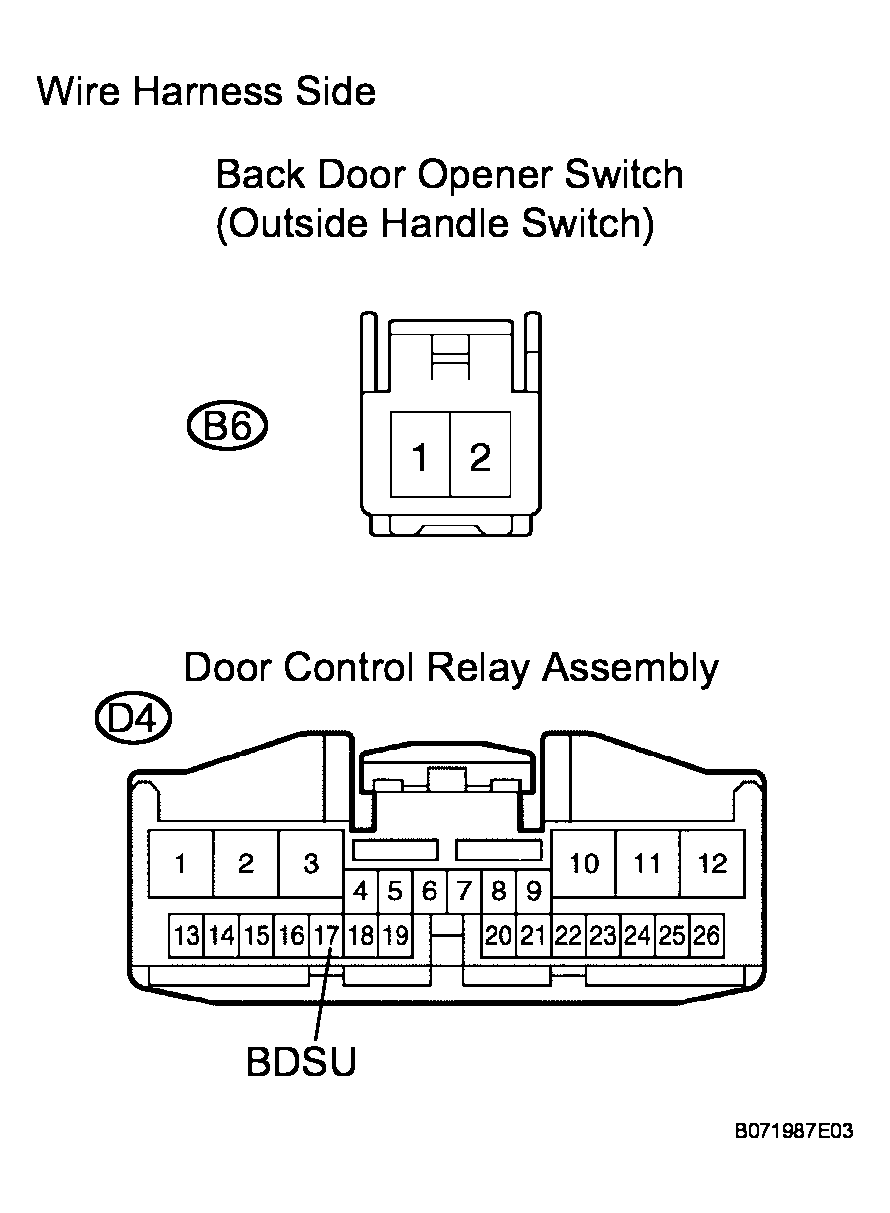 Wire Harness Side
Back Door Opener Switch
(Outside Handle Switch)
B6
1 2
Door Control Relay Assembly
D4
1 2 3 10 11 12
4 5 6 7 8 9
13 14 15 16 17 18 19 20 21 22 23 24 25 26
BDSU
B071987E03